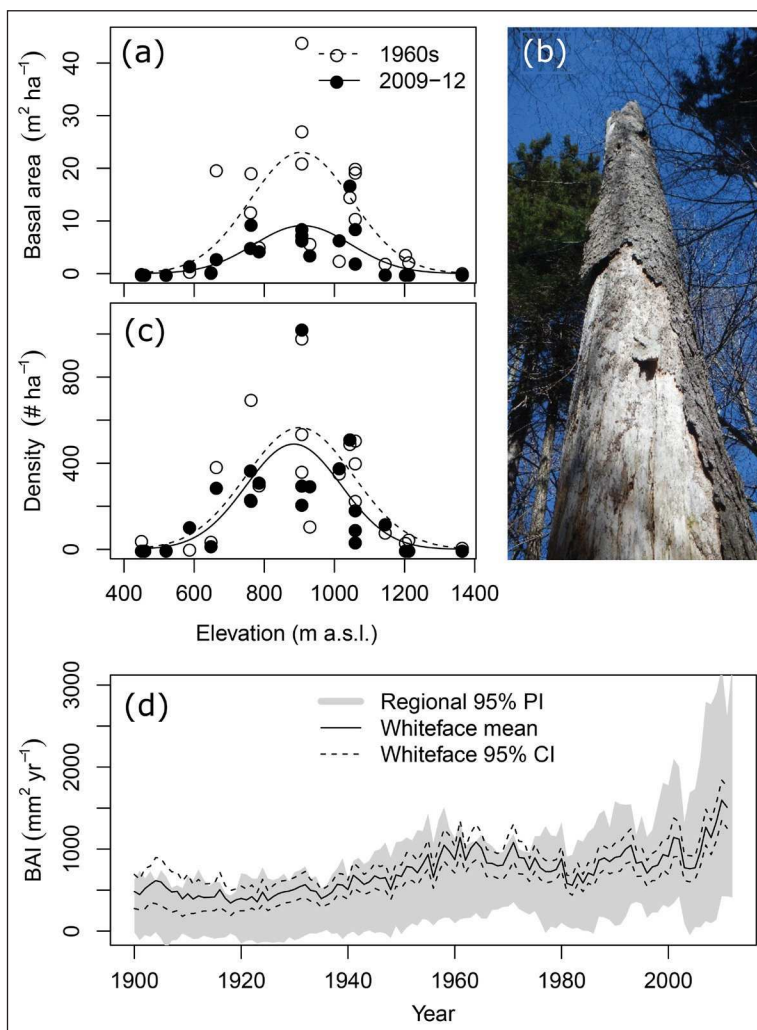 (a)
1960s
2009–12
40
30
20
10
0
Basal area (m² ha⁻¹)
(b)
(c)
800
400
0
Density (# ha⁻¹)
400 600 800 1000 1200 1400
Elevation (m a.s.l.)
(d)
Regional 95% PI
Whiteface mean
Whiteface 95% CI
3000
2000
1000
0
BAI (mm² yr⁻¹)
1900 1920 1940 1960 1980 2000
Year